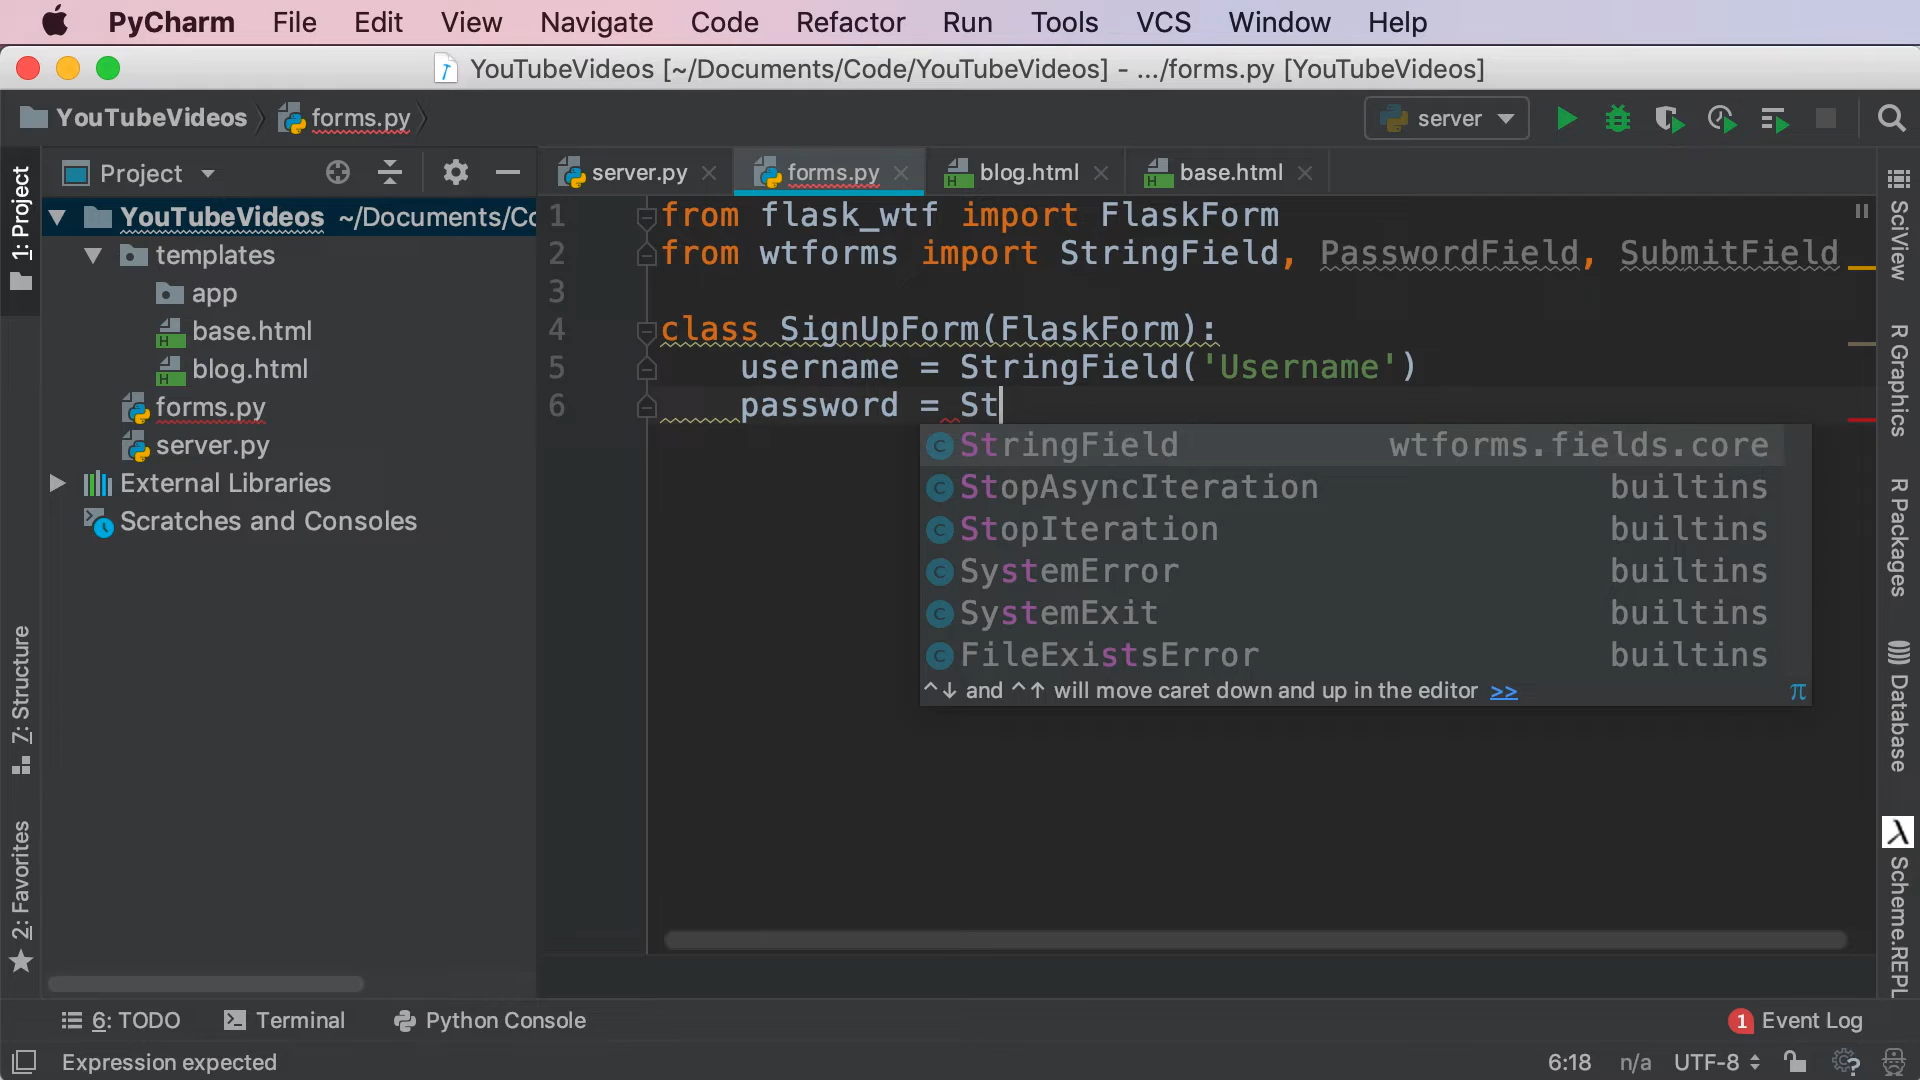 PyCharm File Edit View Navigate Code Refactor Run Tools VCS Window Help
YouTubeVideos [~/Documents/Code/YouTubeVideos] - .../forms.py [YouTubeVideos]
YouTubeVideos forms.py server
1: Project
Project
server.py forms.py blog.html base.html
YouTubeVideos ~/Documents/Co
templates
app
base.html
blog.html
forms.py
server.py
External Libraries
Scratches and Consoles
1 from flask_wtf import FlaskForm
2 from wtforms import StringField, PasswordField, SubmitField
3
4 class SignUpForm(FlaskForm):
5 username = StringField('Username')
6 password = St
StringField wtforms.fields.core
StopAsyncIteration builtins
StopIteration builtins
SystemError builtins
SystemExit builtins
FileExistsError builtins
^↓ and ^↑ will move caret down and up in the editor >> π
7: Structure
2: Favorites
SciView
R Graphics
R Packages
Database
λ
Scheme.REPL
6: TODO Terminal Python Console 1 Event Log
Expression expected 6:18 n/a UTF-8